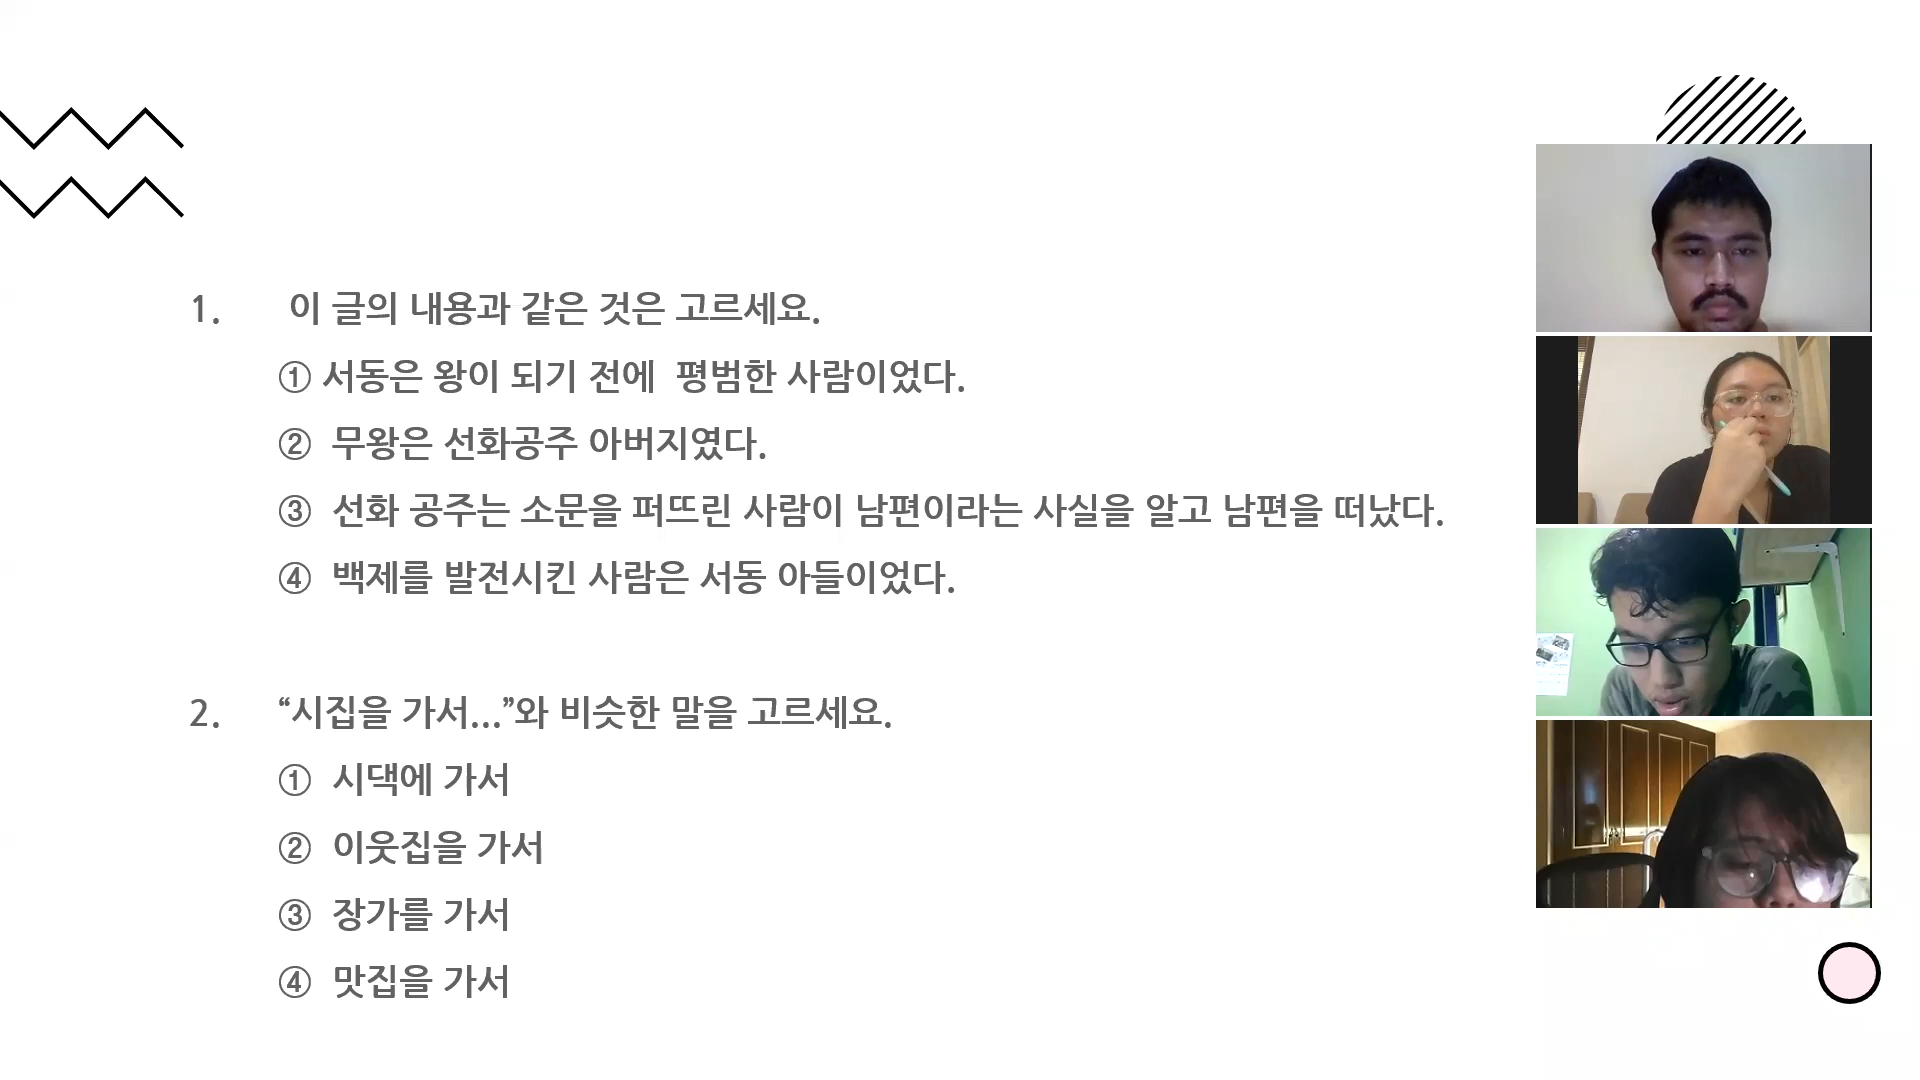 1. 이 글의 내용과 같은 것은 고르세요.
① 서동은 왕이 되기 전에 평범한 사람이었다.
② 무왕은 선화공주 아버지였다.
③ 선화 공주는 소문을 퍼뜨린 사람이 남편이라는 사실을 알고 남편을 떠났다.
④ 백제를 발전시킨 사람은 서동 아들이었다.
2. “시집을 가서...”와 비슷한 말을 고르세요.
① 시댁에 가서
② 이웃집을 가서
③ 장가를 가서
④ 맛집을 가서